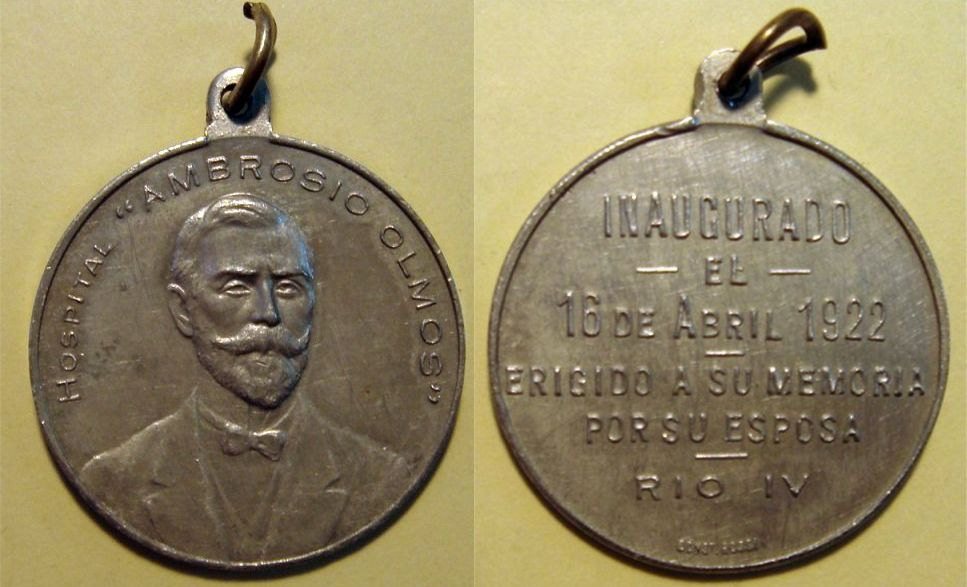 HOSPITAL "AMBROSIO OLMOS"
INAUGURADO
EL
16 DE ABRIL 1922
ERIGIDO A SU MEMORIA
POR SU ESPOSA
RIO IV